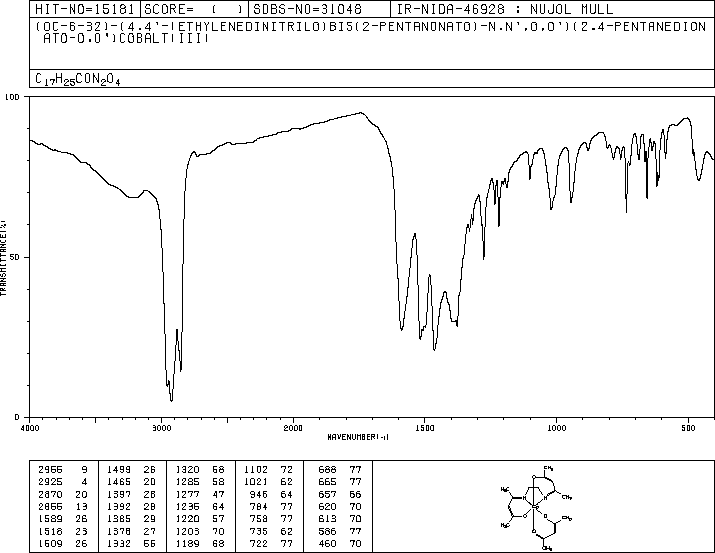 HIT-NO=15181 SCORE= ( ) SDBS-NO=31048 IR-NIDA-46928 : NUJOL MULL
(OC-6-32)-(4,4'-(ETHYLENEDINITRILO)BIS(2-PENTANONATO)-N,N',O,O')(2,4-PENTANEDION
ATO-O,O')COBALT(III)
C17H25CON2O4
100
50
0
TRANSMITTANCE(%)
4000 3000 2000 1500 1000 500
WAVENUMBER(-1)
2966 9 1499 26 1320 68 1102 72 688 77
2925 4 1465 20 1285 58 1021 62 665 77
2870 20 1397 28 1277 47 946 64 657 66
2855 13 1392 28 1236 64 784 77 620 70
1589 26 1385 29 1220 57 758 77 613 70
1518 23 1378 27 1203 70 735 62 586 77
1509 26 1332 56 1189 68 722 77 460 70